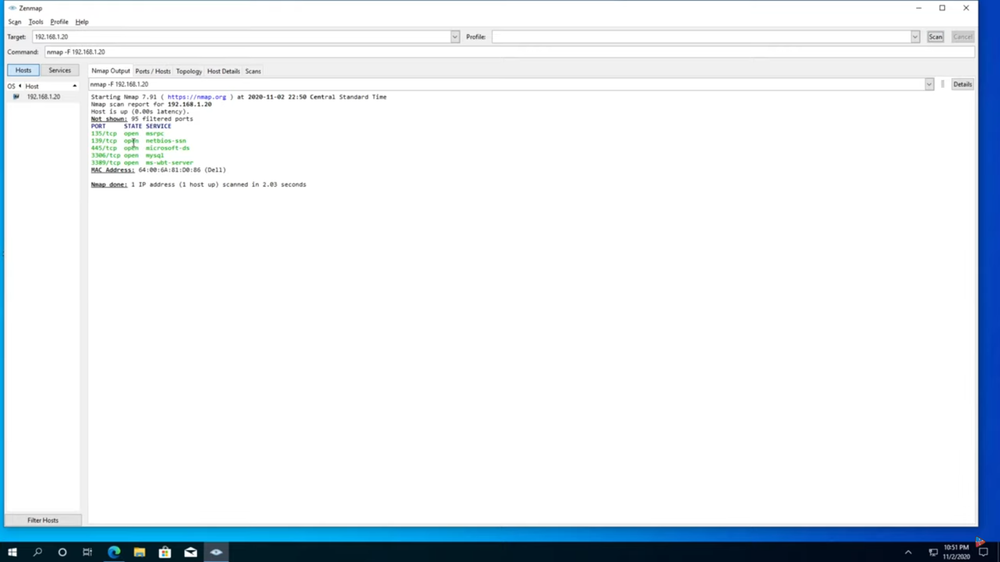 Zenmap
Scan Tools Profile Help
Target: 192.168.1.20 Profile: Scan Cancel
Command: nmap -F 192.168.1.20
Hosts Services Nmap Output Ports / Hosts Topology Host Details Scans
OS Host nmap -F 192.168.1.20 Details
192.168.1.20
Starting Nmap 7.91 ( https://nmap.org ) at 2020-11-02 22:50 Central Standard Time
Nmap scan report for 192.168.1.20
Host is up (0.00s latency).
Not shown: 95 filtered ports
PORT STATE SERVICE
135/tcp open msrpc
139/tcp open netbios-ssn
445/tcp open microsoft-ds
3306/tcp open mysql
3389/tcp open ms-wbt-server
MAC Address: 64:00:6A:81:D0:86 (Dell)
Nmap done: 1 IP address (1 host up) scanned in 2.03 seconds
Filter Hosts
10:51 PM
11/2/2020